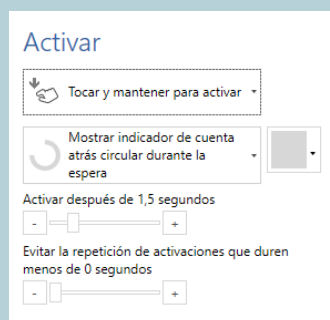 Activar
Tocar y mantener para activar
Mostrar indicador de cuenta
atrás circular durante la
espera
Activar después de 1,5 segundos
- +
Evitar la repetición de activaciones que duren
menos de 0 segundos
- +